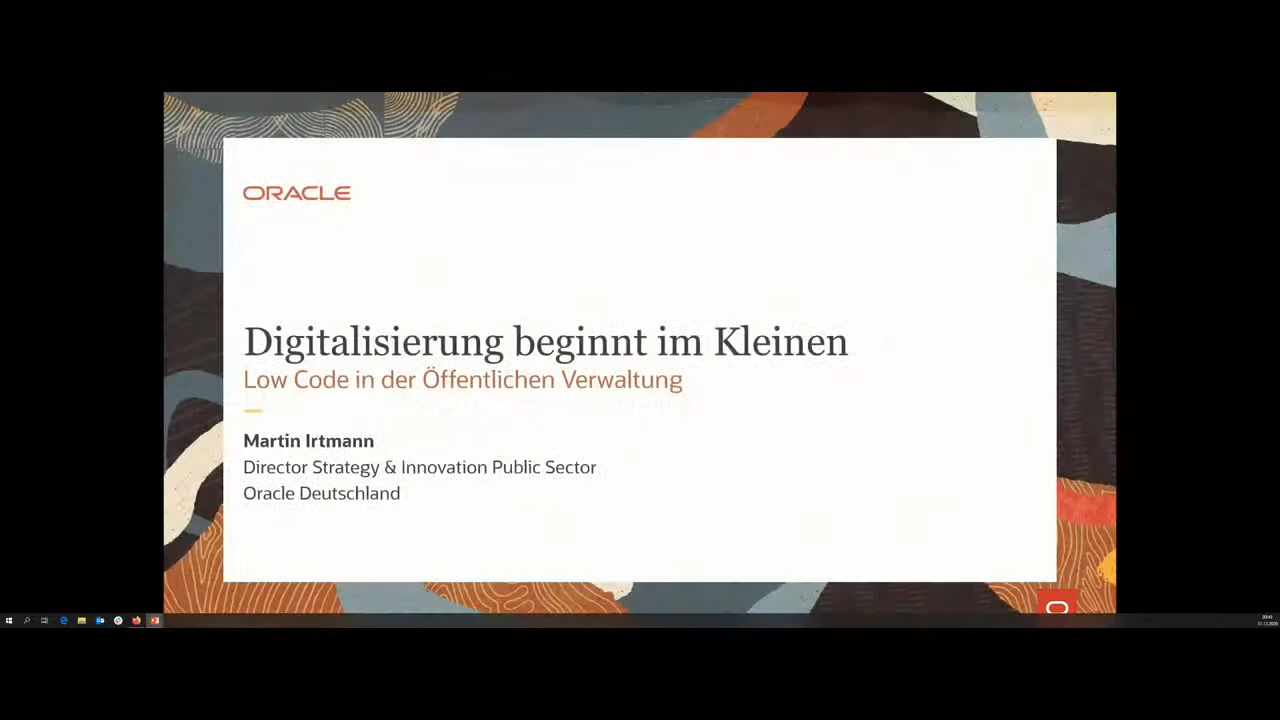 ORACLE
Digitalisierung beginnt im Kleinen
Low Code in der Öffentlichen Verwaltung
Martin Irtmann
Director Strategy & Innovation Public Sector
Oracle Deutschland